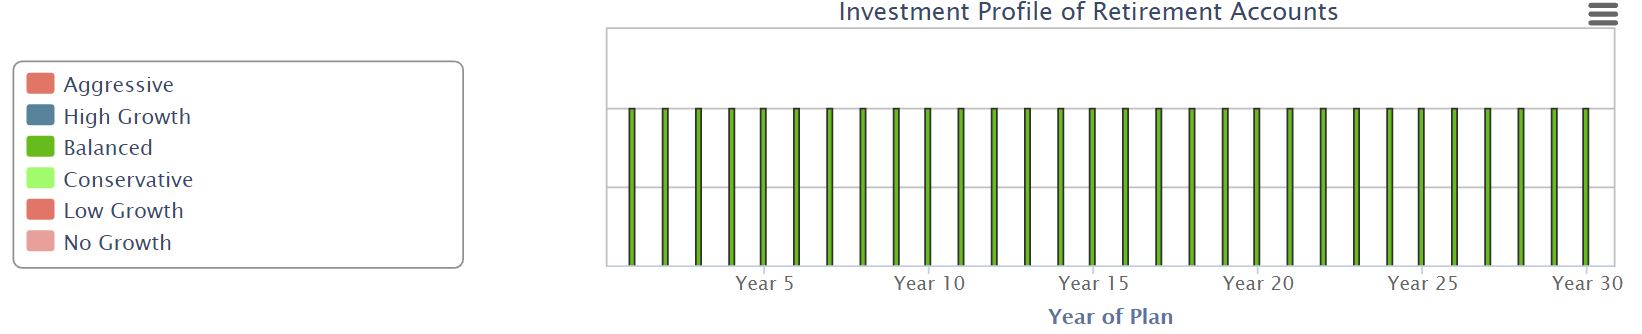 Investment Profile of Retirement Accounts
Aggressive
High Growth
Balanced
Conservative
Low Growth
No Growth
Year 5
Year 10
Year 15
Year 20
Year 25
Year 30
Year of Plan